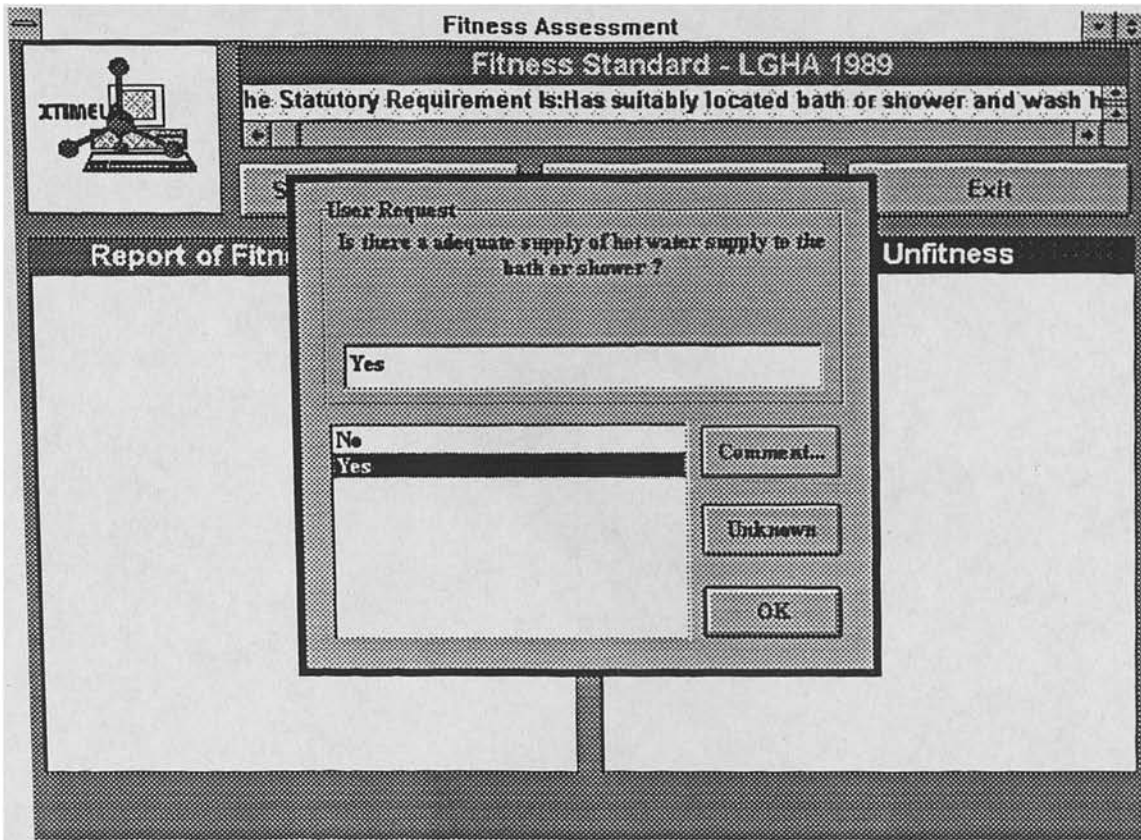 Fitness Assessment
Fitness Standard - LGHA 1989
he Statutory Requirement Is:Has suitably located bath or shower and wash h
XTIMEL
S
Exit
User Request
Is there a adequate supply of hot water supply to the
bath or shower ?
Report of Fitn
Unfitness
Yes
No
Yes
Comment...
Unknown
OK